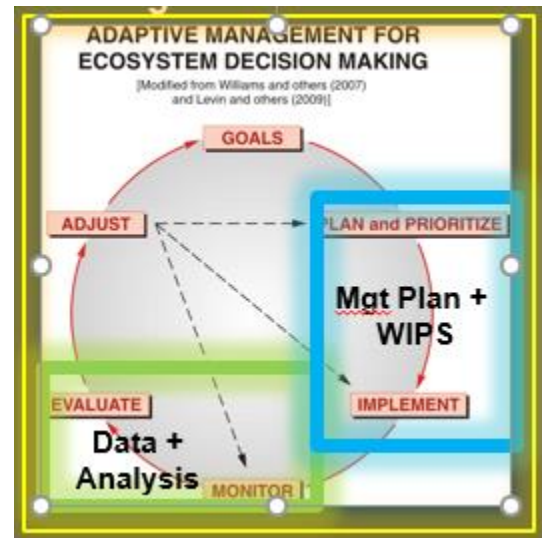 ADAPTIVE MANAGEMENT FOR
ECOSYSTEM DECISION MAKING
[Modified from Williams and others (2007)
and Levin and others (2009)]
GOALS
ADJUST
PLAN and PRIORITIZE
Mgt Plan +
WIPS
EVALUATE
IMPLEMENT
Data +
Analysis
MONITOR